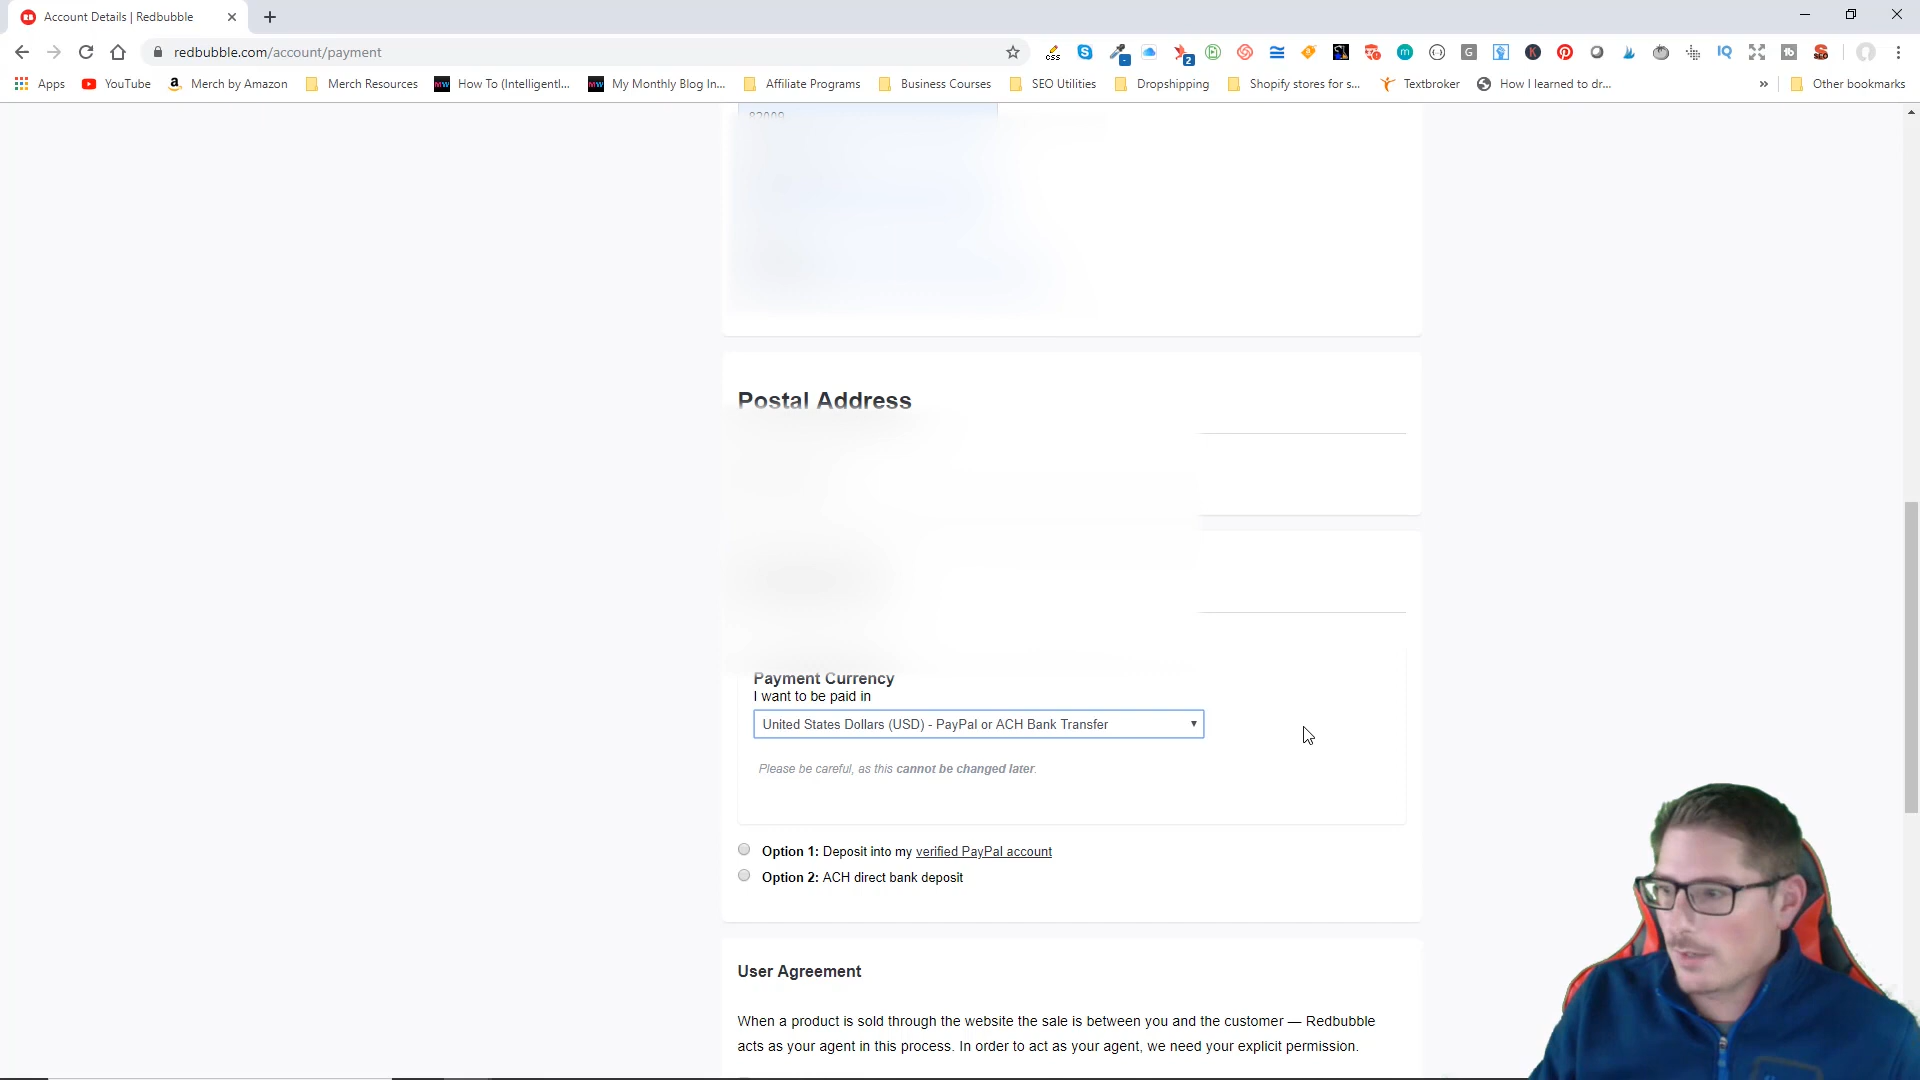 Account Details | Redbubble
redbubble.com/account/payment
Apps YouTube Merch by Amazon Merch Resources How To (Intelligentl... My Monthly Blog In... Affiliate Programs Business Courses SEO Utilities Dropshipping Shopify stores for s... Textbroker How I learned to dr... » Other bookmarks
82009
Postal Address
Payment Currency
I want to be paid in
United States Dollars (USD) - PayPal or ACH Bank Transfer
Please be careful, as this cannot be changed later.
Option 1: Deposit into my verified PayPal account
Option 2: ACH direct bank deposit
User Agreement
When a product is sold through the website the sale is between you and the customer — Redbubble
acts as your agent in this process. In order to act as your agent, we need your explicit permission.